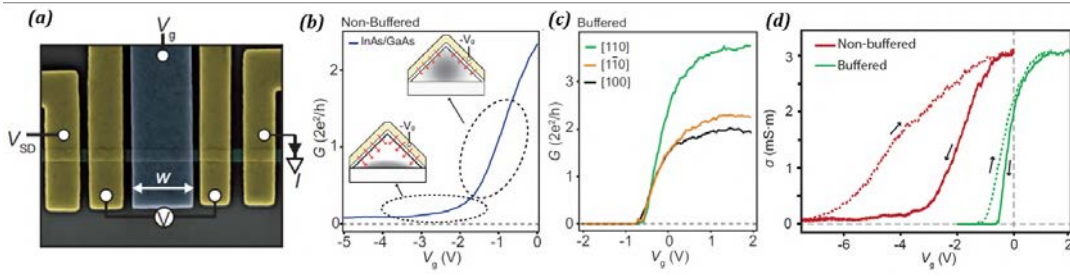 (a)
V_g
V_SD
W
V
I
(b)
Non-Buffered
InAs/GaAs
-V_g
-V_g
G (2e²/h)
2
1
0
-5 -4 -3 -2 -1 0
V_g (V)
(c)
Buffered
[110]
[11̄0]
[100]
G (2e²/h)
3
2
1
0
-2 -1 0 1 2
V_g (V)
(d)
Non-buffered
Buffered
σ (mS·m)
3
2
1
0
-6 -4 -2 0 2
V_g (V)